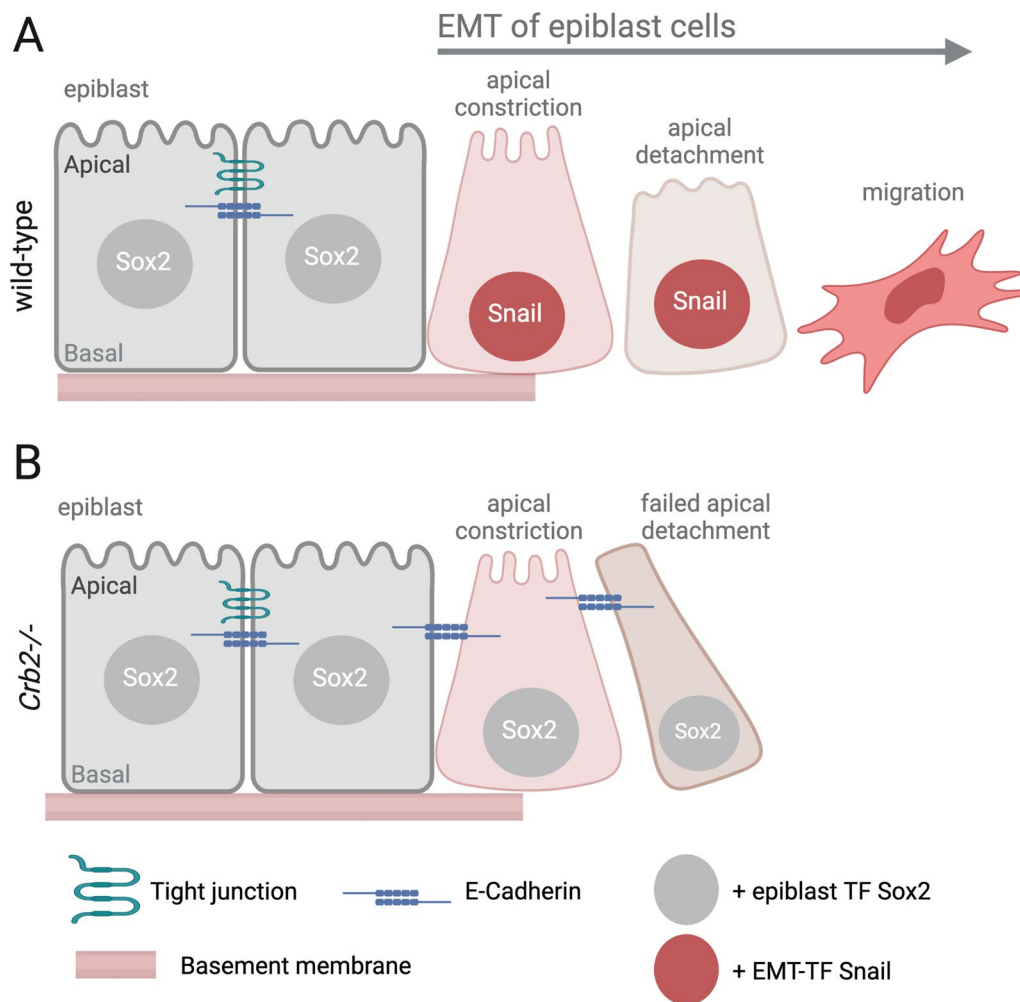 A
EMT of epiblast cells
epiblast
apical
constriction
apical
detachment
migration
wild-type
Apical
Sox2
Sox2
Snail
Snail
Basal
B
epiblast
apical
constriction
failed apical
detachment
Crb2-/-
Apical
Sox2
Sox2
Sox2
Sox2
Basal
Tight junction
E-Cadherin
+ epiblast TF Sox2
Basement membrane
+ EMT-TF Snail